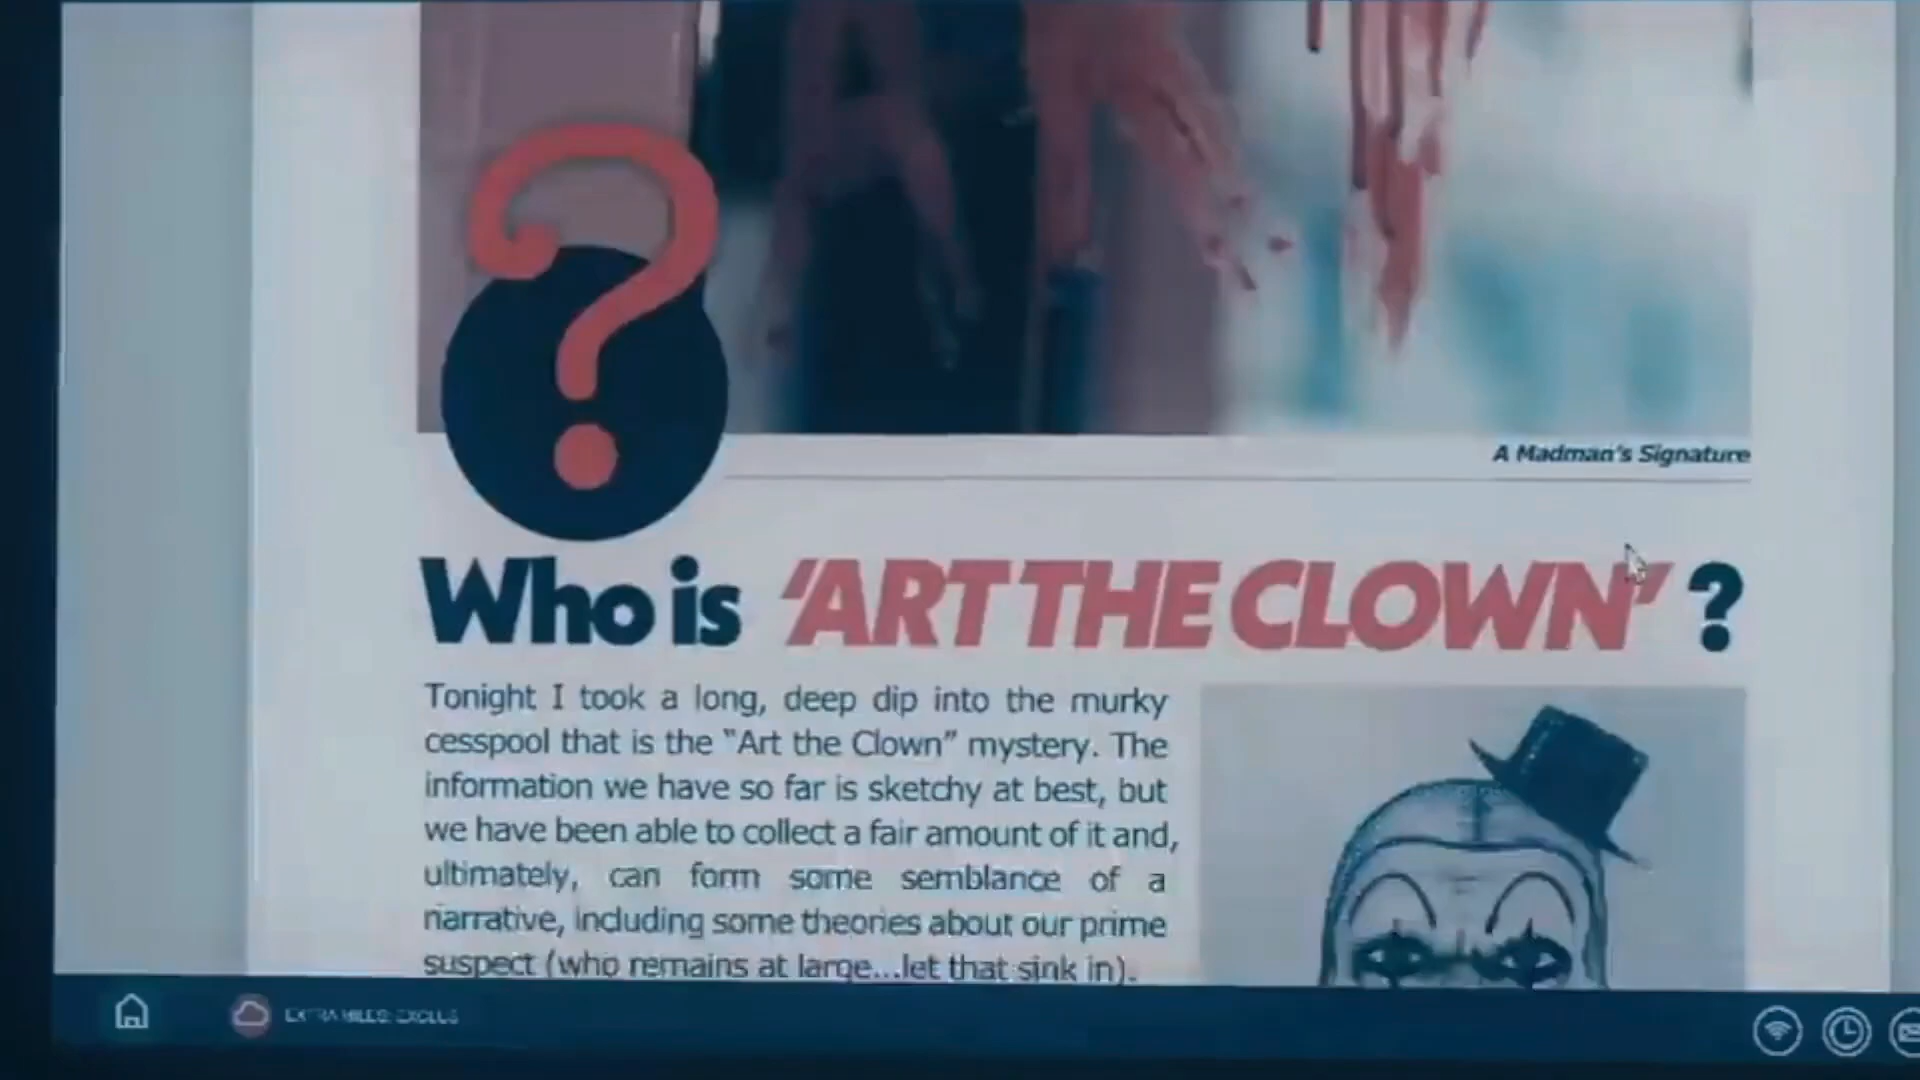 A Madman's Signature
Who is 'ART THE CLOWN' ?
Tonight I took a long, deep dip into the murky
cesspool that is the "Art the Clown" mystery. The
information we have so far is sketchy at best, but
we have been able to collect a fair amount of it and,
ultimately, can form some semblance of a
narrative, including some theories about our prime
suspect (who remains at large...let that sink in).
EXTRA MILES: EXCLUS